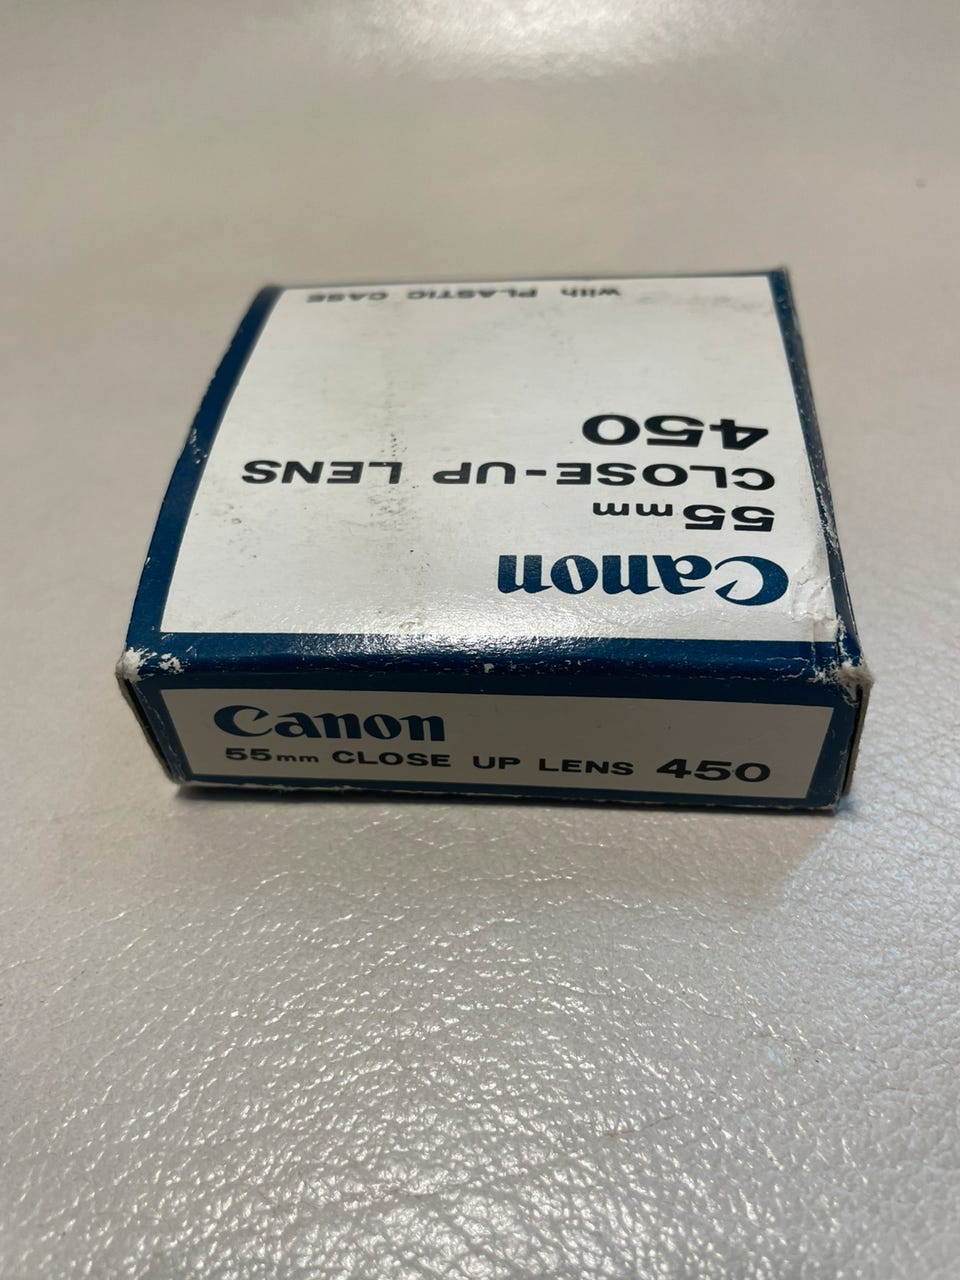 Canon
55mm
CLOSE-UP LENS
450
with PLASTIC CASE
Canon
55mm CLOSE UP LENS 450